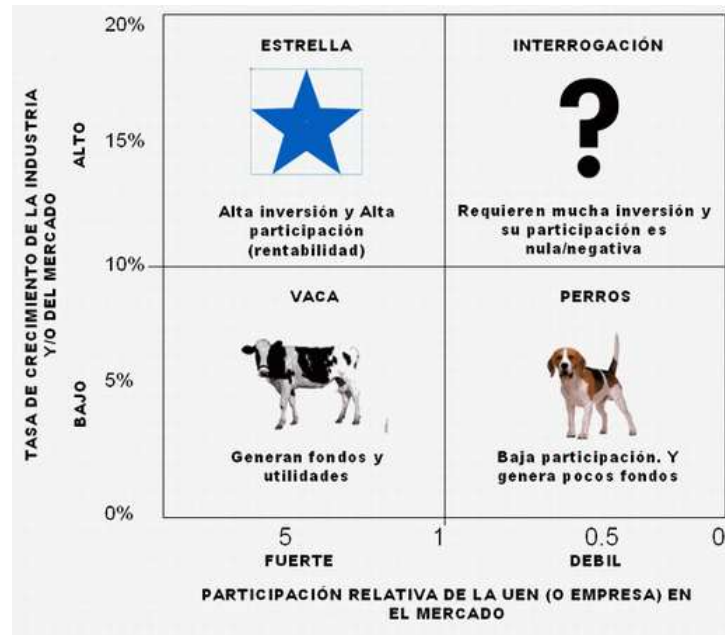 20%
ESTRELLA
INTERROGACIÓN
?
15%
Alta inversión y Alta
participación
(rentabilidad)
Requieren mucha inversión y
su participación es
nula/negativa
10%
VACA
PERROS
5%
Generan fondos y
utilidades
Baja participación. Y
genera pocos fondos
0%
TASA DE CRECIMIENTO DE LA INDUSTRIA
Y/O DEL MERCADO
ALTO
BAJO
5
1
0.5
0
FUERTE
DEBIL
PARTICIPACIÓN RELATIVA DE LA UEN (O EMPRESA) EN
EL MERCADO